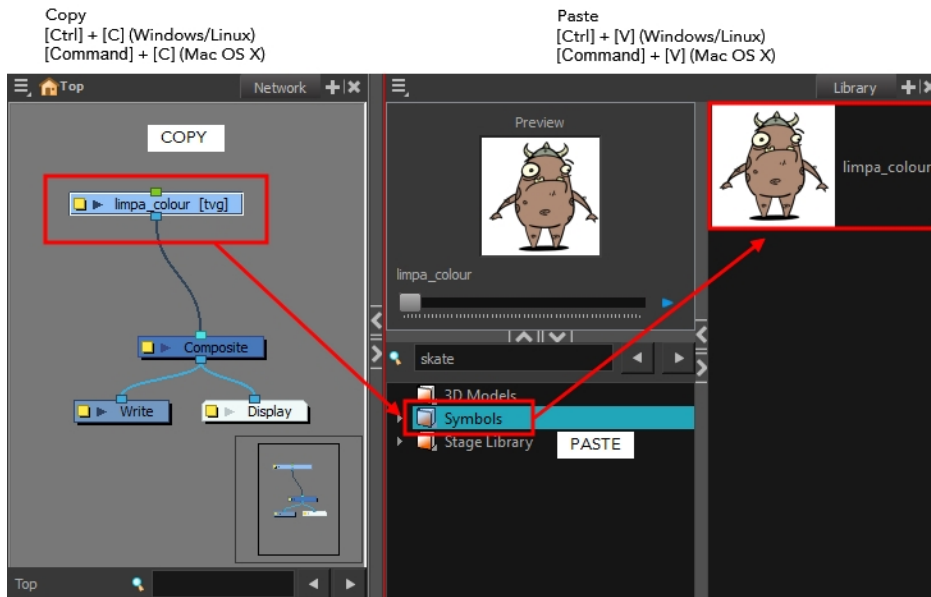 Copy
[Ctrl] + [C] (Windows/Linux)
[Command] + [C] (Mac OS X)
Paste
[Ctrl] + [V] (Windows/Linux)
[Command] + [V] (Mac OS X)
Top
Network
COPY
limpa_colour [tvg]
Composite
Write
Display
Top
Library
Preview
limpa_colour
skate
3D Models
Symbols
Stage Library
PASTE
limpa_colour